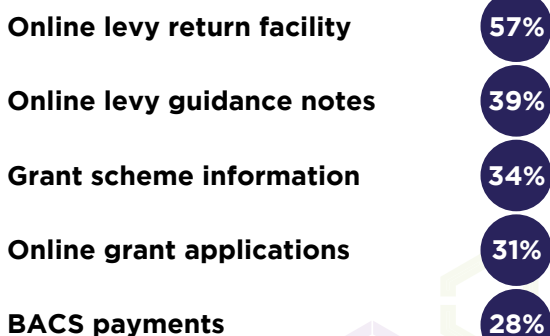 Online levy return facility 57%
Online levy guidance notes 39%
Grant scheme information 34%
Online grant applications 31%
BACS payments 28%